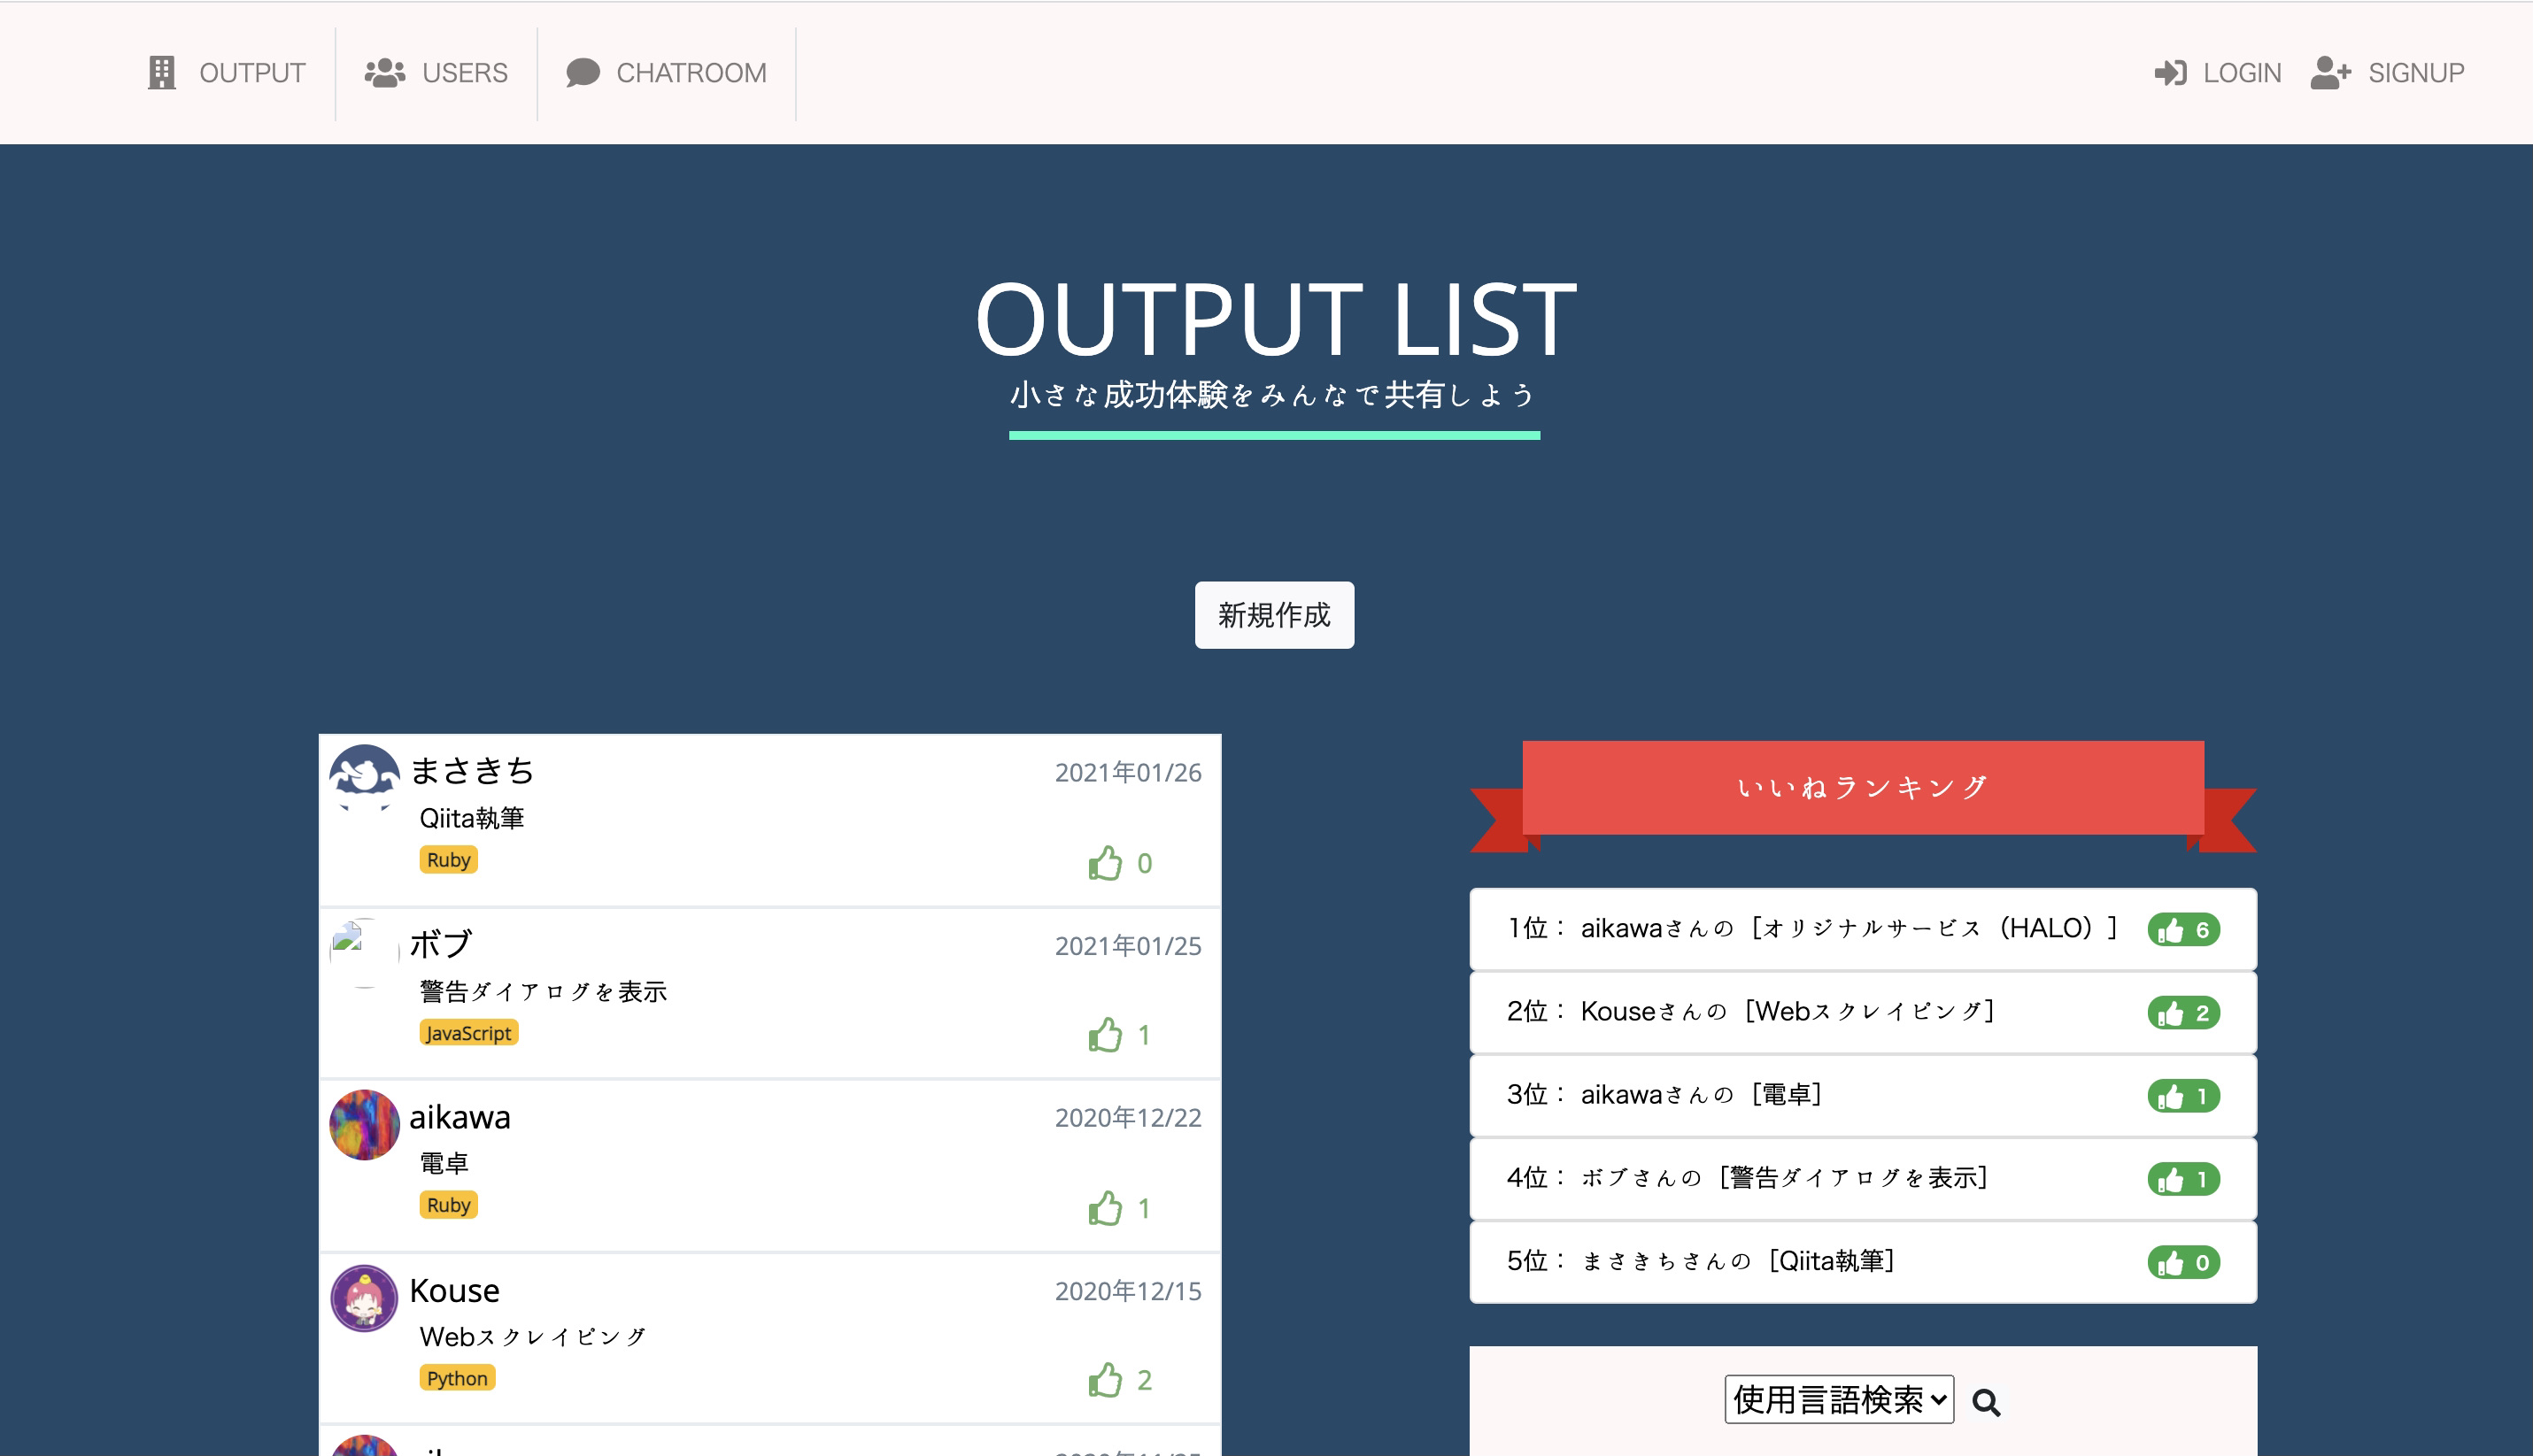 OUTPUT
USERS
CHATROOM
LOGIN
SIGNUP
OUTPUT LIST
小さな成功体験をみんなで共有しよう
新規作成
まさきち
2021年01/26
Qiita執筆
Ruby
0
ボブ
2021年01/25
警告ダイアログを表示
JavaScript
1
aikawa
2020年12/22
電卓
Ruby
1
Kouse
2020年12/15
Webスクレイピング
Python
2
いいねランキング
1位： aikawaさんの［オリジナルサービス（HALO）］ 6
2位： Kouseさんの［Webスクレイピング］ 2
3位： aikawaさんの［電卓］ 1
4位： ボブさんの［警告ダイアログを表示］ 1
5位： まさきちさんの［Qiita執筆］ 0
使用言語検索